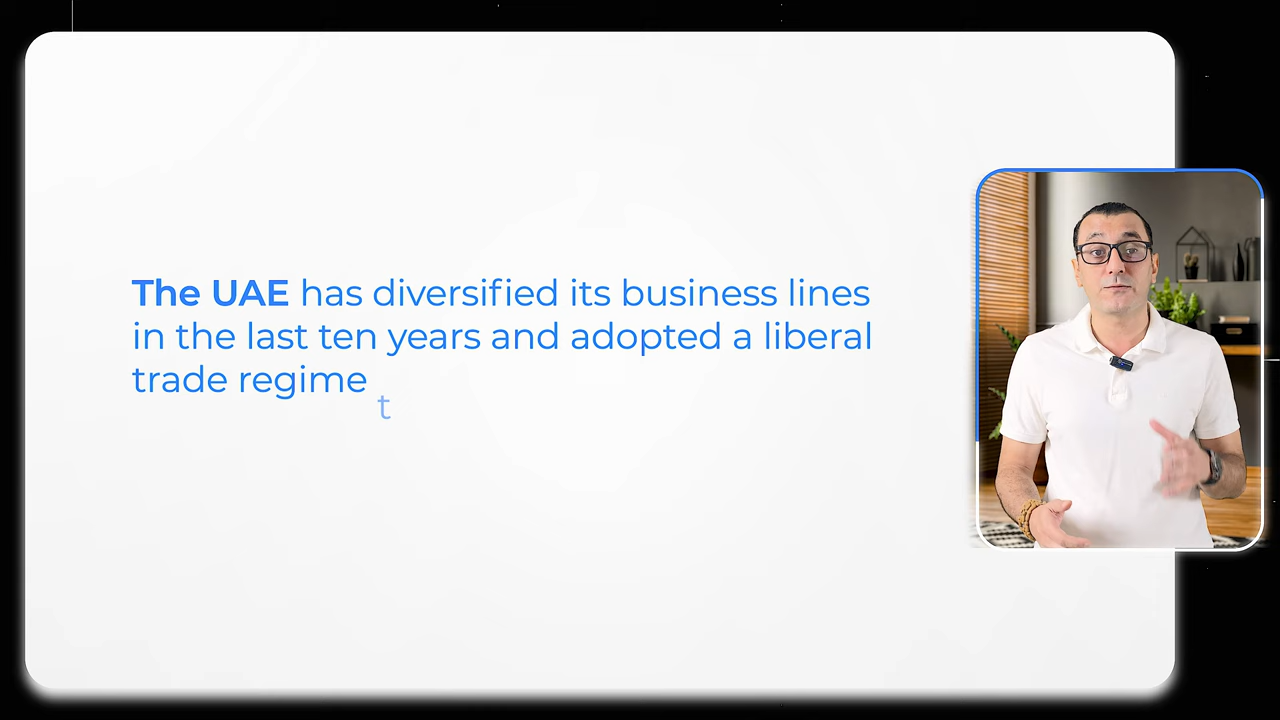 The UAE has diversified its business lines
in the last ten years and adopted a liberal
trade regime
t